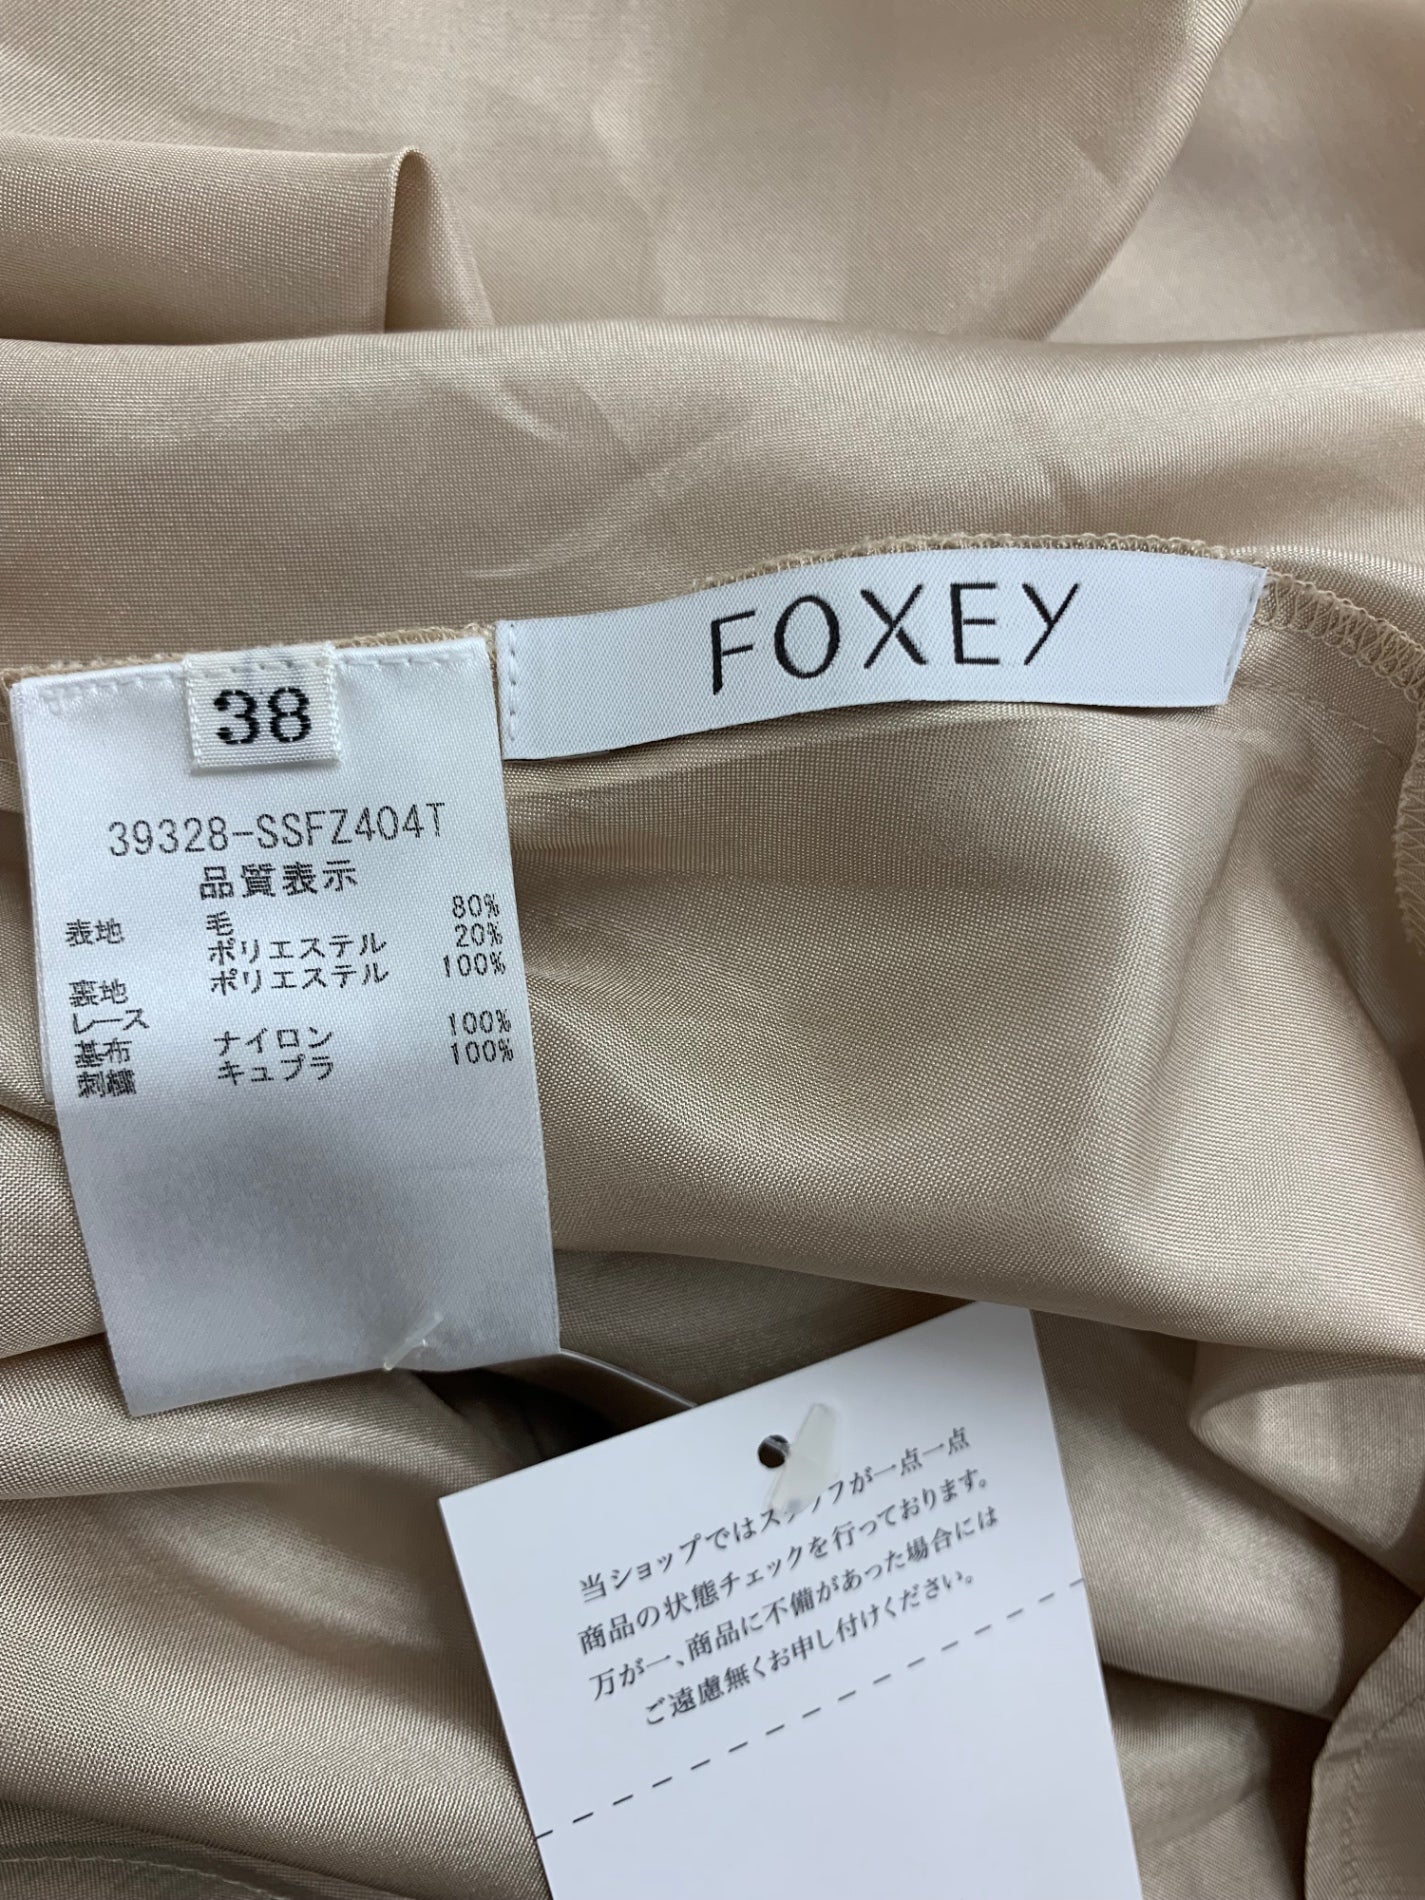 FOXEY
38
39328-SSFZ404T
品質表示
表地 毛 80%
ポリエステル 20%
裏地 ポリエステル 100%
レース
基布 ナイロン 100%
刺繍 キュプラ 100%
当ショップではスタッフが一点一点
商品の状態チェックを行っております。
万が一、商品に不備があった場合には
ご遠慮無くお申し付けください。